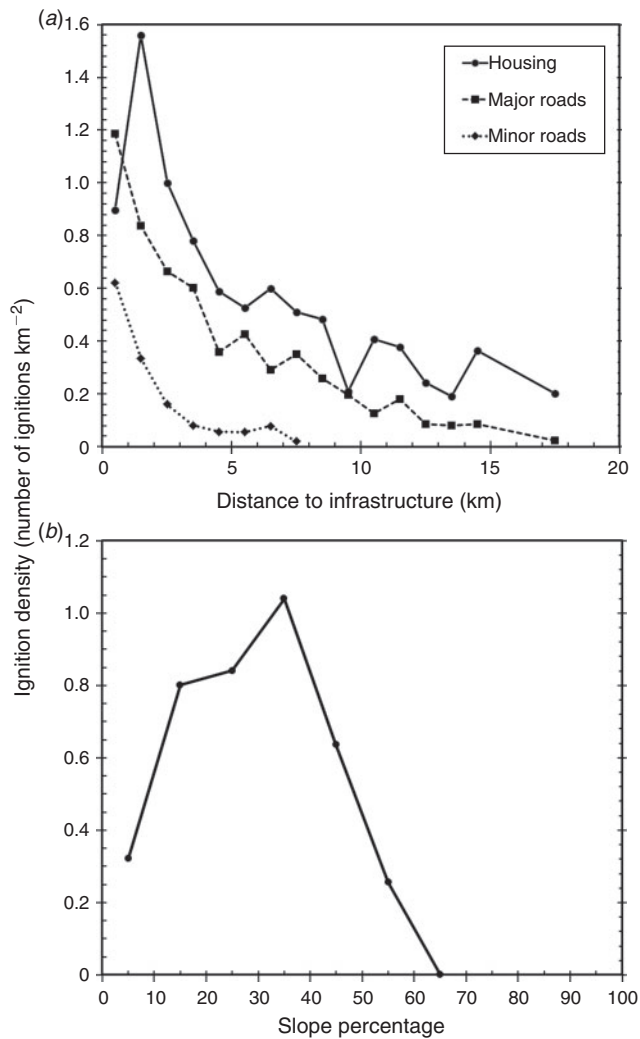 (a)
1.6
1.4
1.2
1.0
0.8
0.6
0.4
0.2
0
Housing
Major roads
Minor roads
0 5 10 15 20
Distance to infrastructure (km)
Ignition density (number of ignitions km−2)
(b)
1.2
1.0
0.8
0.6
0.4
0.2
0
0 10 20 30 40 50 60 70 80 90 100
Slope percentage